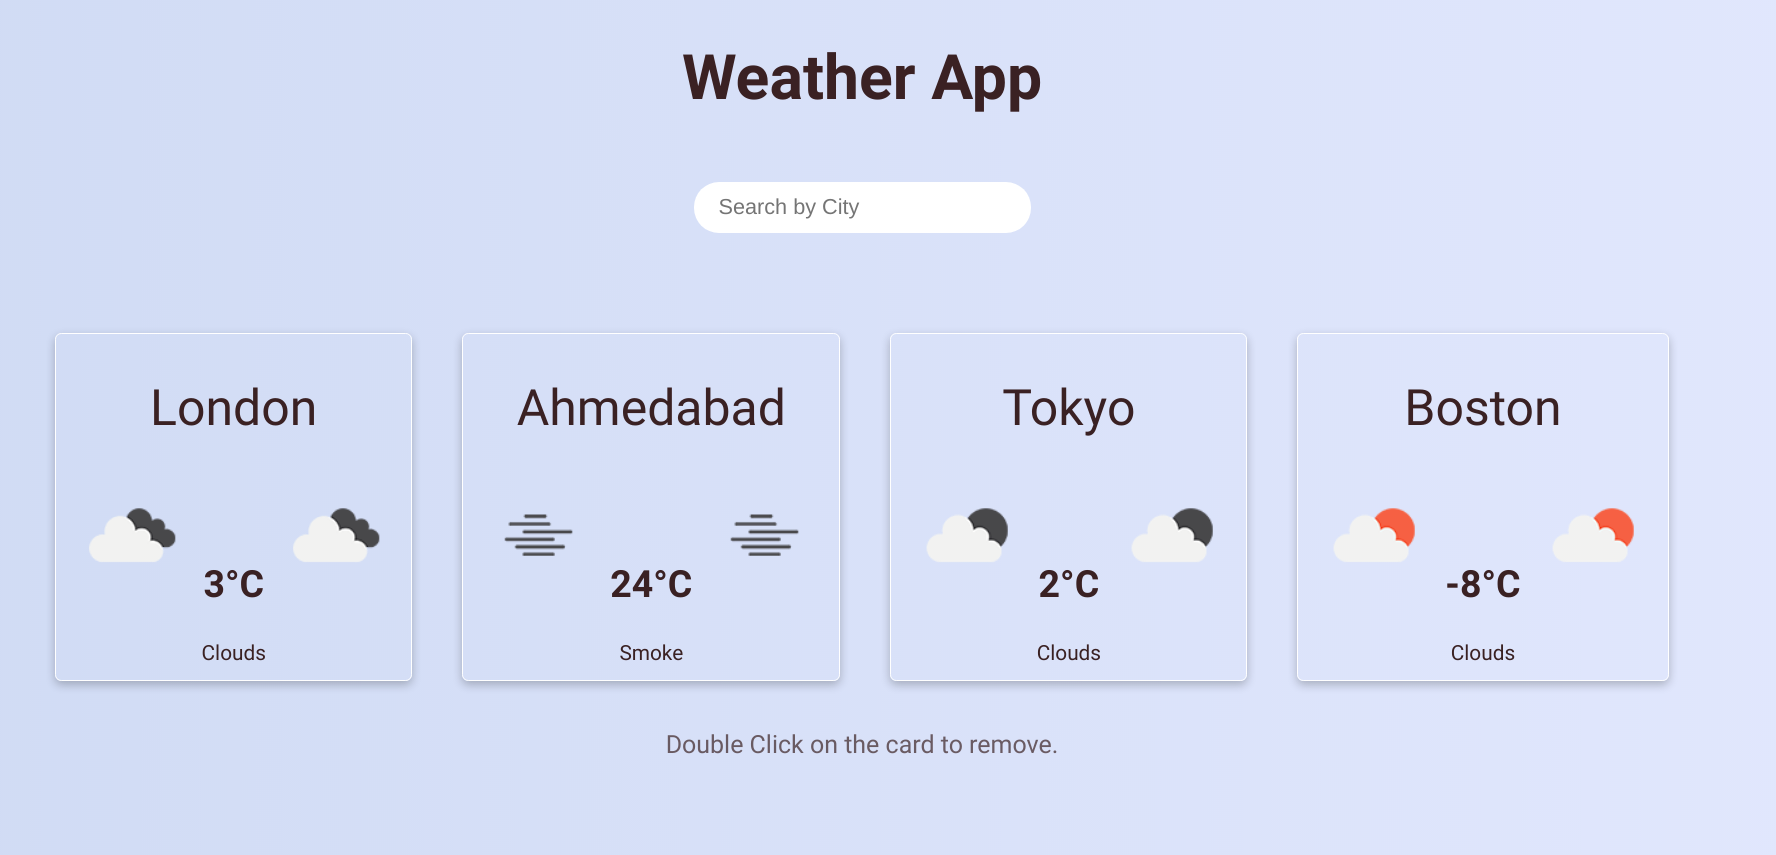 Weather App
Search by City
London
3°C
Clouds
Ahmedabad
24°C
Smoke
Tokyo
2°C
Clouds
Boston
-8°C
Clouds
Double Click on the card to remove.